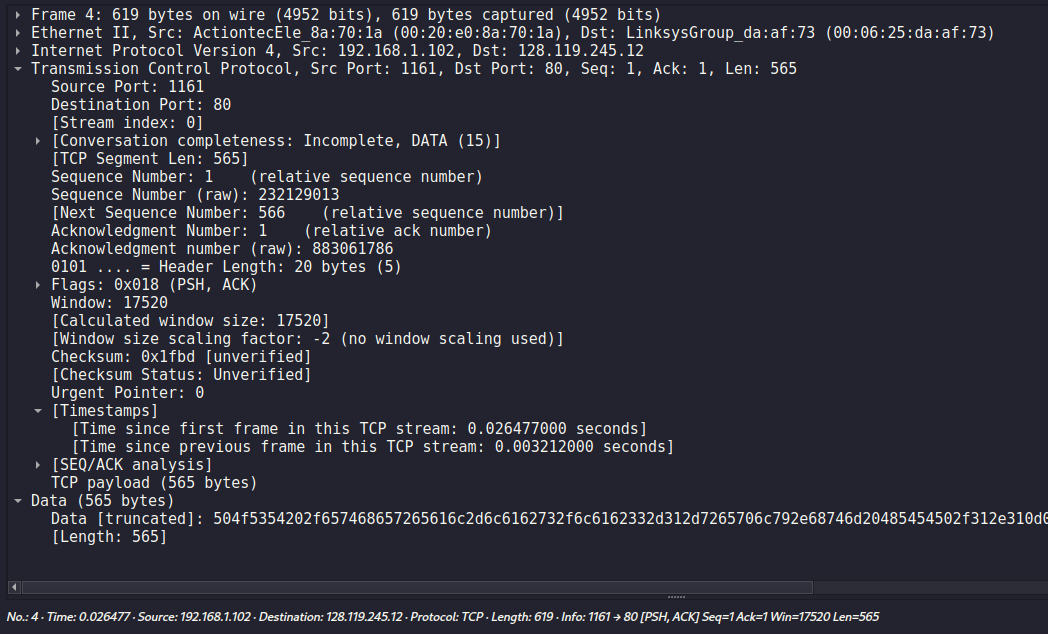 Frame 4: 619 bytes on wire (4952 bits), 619 bytes captured (4952 bits)
Ethernet II, Src: ActiontecEle_8a:70:1a (00:20:e0:8a:70:1a), Dst: LinksysGroup_da:af:73 (00:06:25:da:af:73)
Internet Protocol Version 4, Src: 192.168.1.102, Dst: 128.119.245.12
Transmission Control Protocol, Src Port: 1161, Dst Port: 80, Seq: 1, Ack: 1, Len: 565
Source Port: 1161
Destination Port: 80
[Stream index: 0]
[Conversation completeness: Incomplete, DATA (15)]
[TCP Segment Len: 565]
Sequence Number: 1    (relative sequence number)
Sequence Number (raw): 232129013
[Next Sequence Number: 566    (relative sequence number)]
Acknowledgment Number: 1    (relative ack number)
Acknowledgment number (raw): 883061786
0101 .... = Header Length: 20 bytes (5)
Flags: 0x018 (PSH, ACK)
Window: 17520
[Calculated window size: 17520]
[Window size scaling factor: -2 (no window scaling used)]
Checksum: 0x1fbd [unverified]
[Checksum Status: Unverified]
Urgent Pointer: 0
[Timestamps]
[Time since first frame in this TCP stream: 0.026477000 seconds]
[Time since previous frame in this TCP stream: 0.003212000 seconds]
[SEQ/ACK analysis]
TCP payload (565 bytes)
Data (565 bytes)
Data [truncated]: 504f5354202f657468657265616c2d6c6162732f6c6162332d312d7265706c792e68746d20485454502f312e310d0
[Length: 565]
No.: 4 · Time: 0.026477 · Source: 192.168.1.102 · Destination: 128.119.245.12 · Protocol: TCP · Length: 619 · Info: 1161 → 80 [PSH, ACK] Seq=1 Ack=1 Win=17520 Len=565